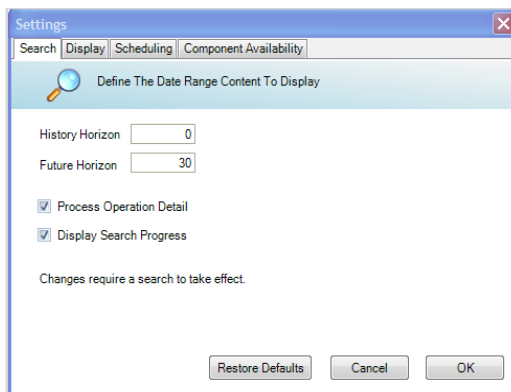 Settings
Search Display Scheduling Component Availability
Define The Date Range Content To Display
History Horizon 0
Future Horizon 30
Process Operation Detail
Display Search Progress
Changes require a search to take effect.
Restore Defaults Cancel OK